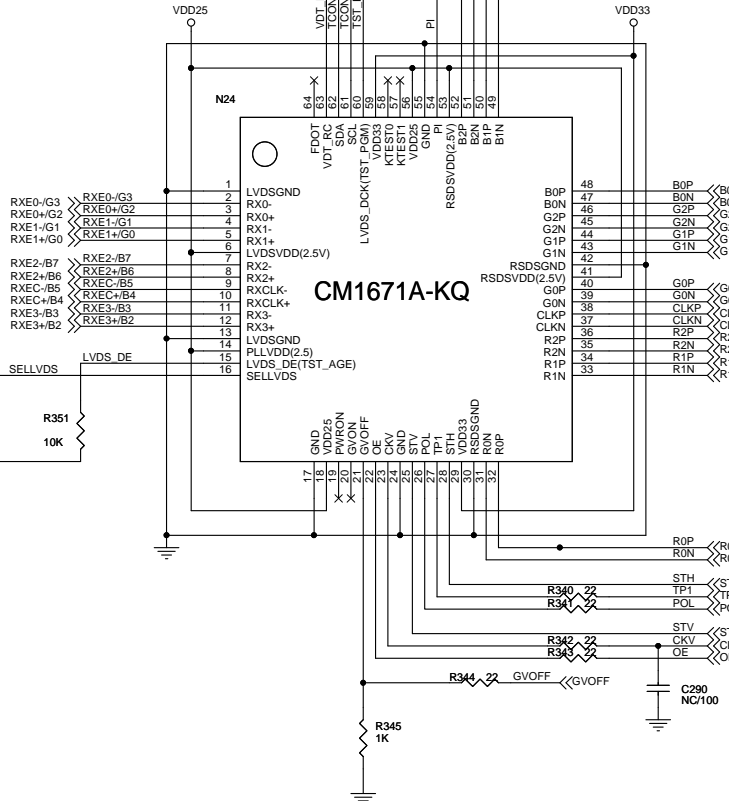 VDD25
VDD33
VDT_
TCON
TCON
TST_
PI
N24
64 63 62 61 60 59 58 57 56 55 54 53 52 51 50 49
FDOT
VDT_RC
SDA
SCL
LVDS_DCK(TST_PGM)
VDD33
KTEST0
KTEST1
VDD25
GND
PI
RSDSVDD(2.5V)
B2P
B2N
B1P
B1N
CM1671A-KQ
1 LVDSGND
RXE0-/G3 RXE0-/G3 2 RX0-
RXE0+/G2 RXE0+/G2 3 RX0+
RXE1-/G1 RXE1-/G1 4 RX1-
RXE1+/G0 RXE1+/G0 5 RX1+
6 LVDSVDD(2.5V)
RXE2-/B7 RXE2-/B7 7 RX2-
RXE2+/B6 RXE2+/B6 8 RX2+
RXEC-/B5 RXEC-/B5 9 RXCLK-
RXEC+/B4 RXEC+/B4 10 RXCLK+
RXE3-/B3 RXE3-/B3 11 RX3-
RXE3+/B2 RXE3+/B2 12 RX3+
13 LVDSGND
14 PLLVDD(2.5)
LVDS_DE 15 LVDS_DE(TST_AGE)
SELLVDS 16 SELLVDS
B0P 48 B0P
B0N 47 B0N
G2P 46 G2P
G2N 45 G2N
G1P 44 G1P
G1N 43 G1N
RSDSGND 42
RSDSVDD(2.5V) 41
G0P 40 G0P
G0N 39 G0N
CLKP 38 CLKP
CLKN 37 CLKN
R2P 36 R2P
R2N 35 R2N
R1P 34 R1P
R1N 33 R1N
R351
10K
GND
VDD25
PWRON
GVON
GVOFF
OE
CKV
GND
STV
POL
TP1
STH
VDD33
RSDSGND
R0N
R0P
17 18 19 20 21 22 23 24 25 26 27 28 29 30 31 32
R0P
R0N
STH
R340 22 TP1
R341 22 POL
STV
R342 22 CKV
R343 22 OE
R344 22 GVOFF GVOFF
C290
NC/100
R345
1K